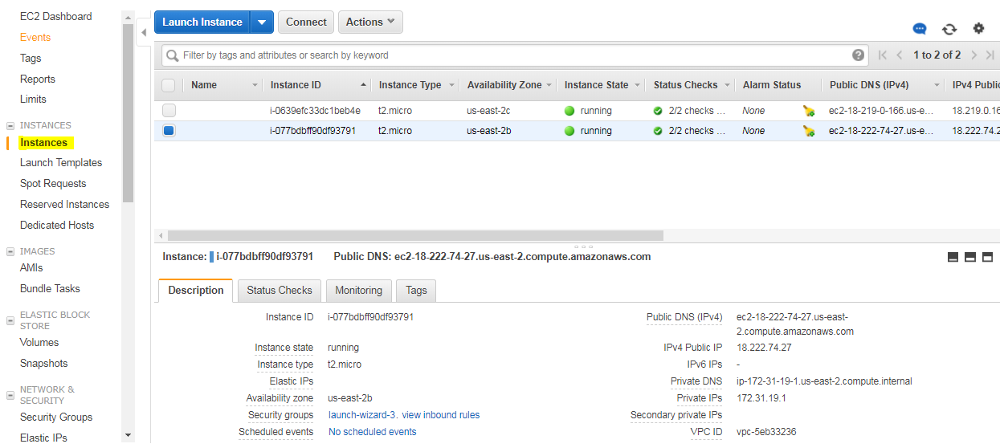 EC2 Dashboard
Events
Tags
Reports
Limits
INSTANCES
Instances
Launch Templates
Spot Requests
Reserved Instances
Dedicated Hosts
IMAGES
AMIs
Bundle Tasks
ELASTIC BLOCK
STORE
Volumes
Snapshots
NETWORK &
SECURITY
Security Groups
Elastic IPs
Launch Instance Connect Actions
Filter by tags and attributes or search by keyword ? 1 to 2 of 2
Name Instance ID Instance Type Availability Zone Instance State Status Checks Alarm Status Public DNS (IPv4) IPv4 Public
i-0639efc33dc1beb4e t2.micro us-east-2c running 2/2 checks ... None ec2-18-219-0-166.us-e... 18.219.0.16
i-077bdbff90df93791 t2.micro us-east-2b running 2/2 checks ... None ec2-18-222-74-27.us-e... 18.222.74.2
Instance: i-077bdbff90df93791 Public DNS: ec2-18-222-74-27.us-east-2.compute.amazonaws.com
Description Status Checks Monitoring Tags
Instance ID i-077bdbff90df93791 Public DNS (IPv4) ec2-18-222-74-27.us-east-
2.compute.amazonaws.com
Instance state running IPv4 Public IP 18.222.74.27
Instance type t2.micro IPv6 IPs -
Elastic IPs Private DNS ip-172-31-19-1.us-east-2.compute.internal
Availability zone us-east-2b Private IPs 172.31.19.1
Security groups launch-wizard-3. view inbound rules Secondary private IPs
Scheduled events No scheduled events VPC ID vpc-5eb33236